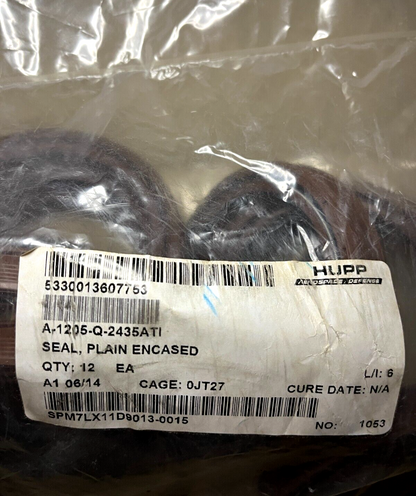 HUPP
AEROSPACE/DEFENSE
5330013607753
A-1205-Q-2435ATI
SEAL, PLAIN ENCASED
QTY: 12 EA
L/I: 6
A1 06/14 CAGE: 0JT27 CURE DATE: N/A
SPM7LX11D9013-0015
NO: 1053